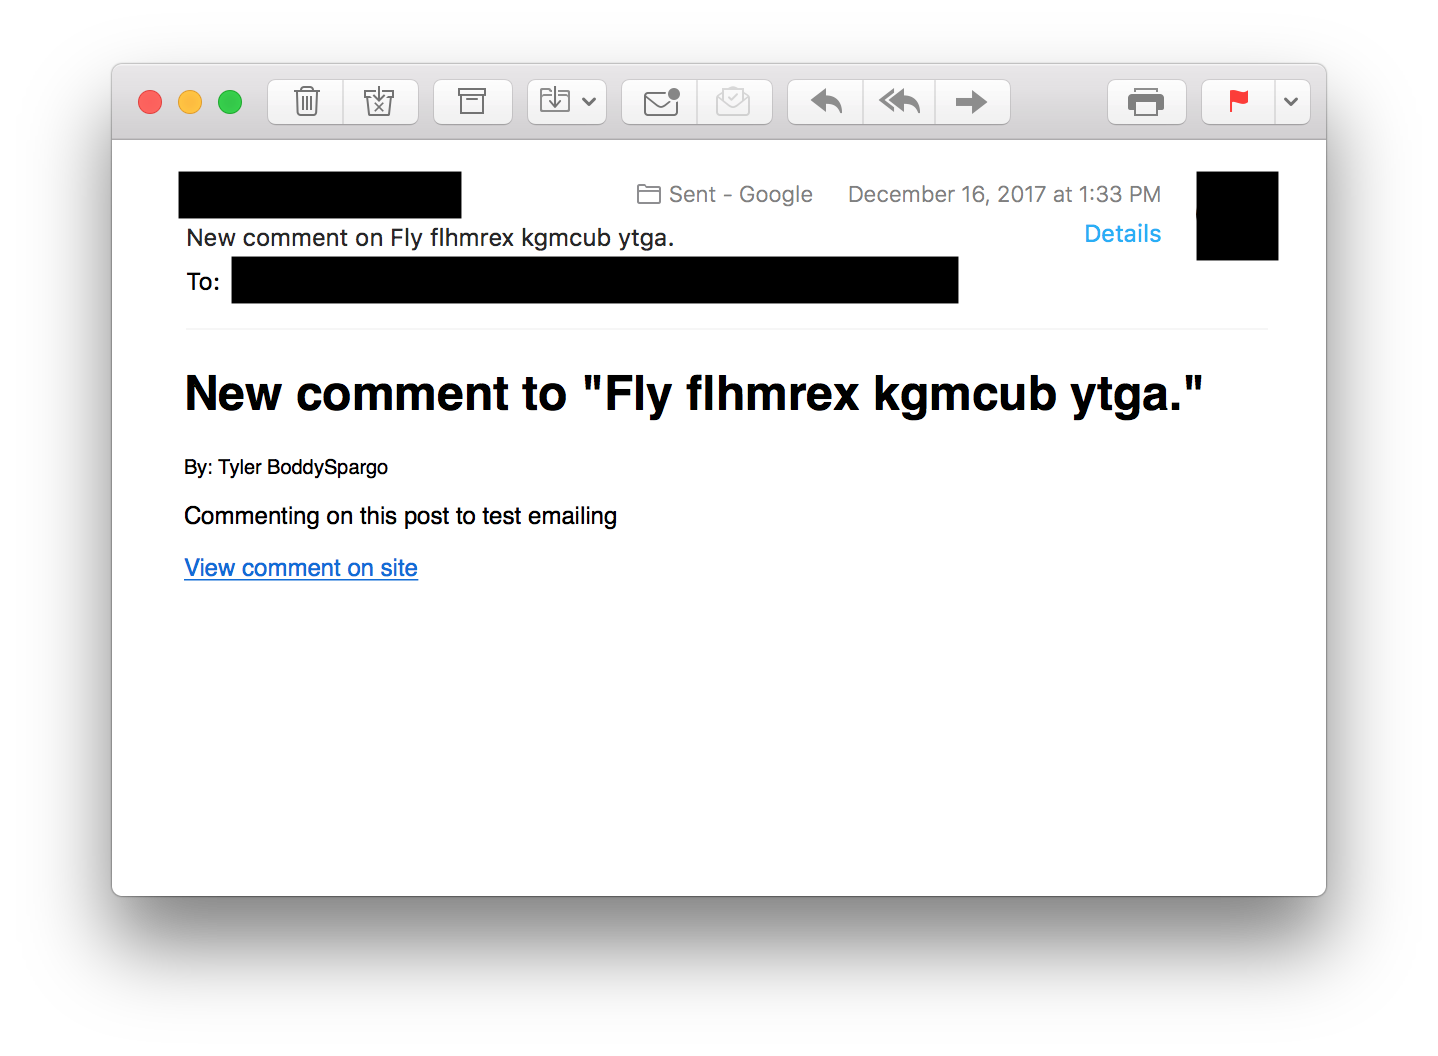 Sent - Google
December 16, 2017 at 1:33 PM
New comment on Fly flhmrex kgmcub ytga.
Details
To:
New comment to "Fly flhmrex kgmcub ytga."
By: Tyler BoddySpargo
Commenting on this post to test emailing
View comment on site